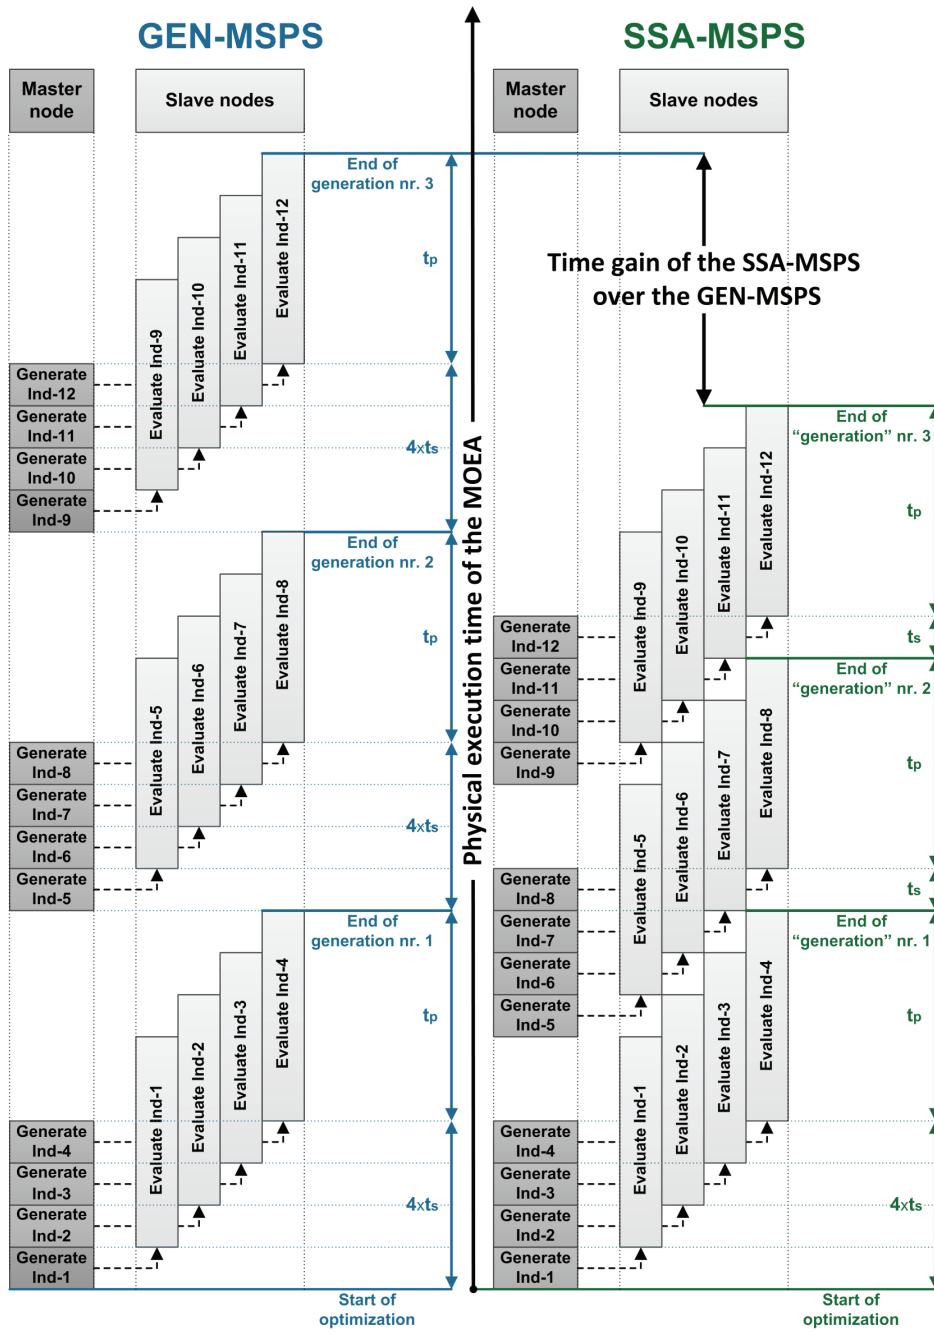 GEN-MSPS
SSA-MSPS
Master
node
Slave nodes
Master
node
Slave nodes
End of
generation nr. 3
tp
4xts
Evaluate Ind-9
Evaluate Ind-10
Evaluate Ind-11
Evaluate Ind-12
Generate
Ind-12
Generate
Ind-11
Generate
Ind-10
Generate
Ind-9
End of
generation nr. 2
tp
4xts
Evaluate Ind-5
Evaluate Ind-6
Evaluate Ind-7
Evaluate Ind-8
Generate
Ind-8
Generate
Ind-7
Generate
Ind-6
Generate
Ind-5
End of
generation nr. 1
tp
4xts
Evaluate Ind-1
Evaluate Ind-2
Evaluate Ind-3
Evaluate Ind-4
Generate
Ind-4
Generate
Ind-3
Generate
Ind-2
Generate
Ind-1
Start of
optimization
Physical execution time of the MOEA
Time gain of the SSA-MSPS
over the GEN-MSPS
End of
"generation" nr. 3
tp
ts
Evaluate Ind-9
Evaluate Ind-10
Evaluate Ind-11
Evaluate Ind-12
Generate
Ind-12
Generate
Ind-11
Generate
Ind-10
Generate
Ind-9
End of
"generation" nr. 2
tp
ts
Evaluate Ind-5
Evaluate Ind-6
Evaluate Ind-7
Evaluate Ind-8
Generate
Ind-8
Generate
Ind-7
Generate
Ind-6
Generate
Ind-5
End of
"generation" nr. 1
tp
4xts
Evaluate Ind-1
Evaluate Ind-2
Evaluate Ind-3
Evaluate Ind-4
Generate
Ind-4
Generate
Ind-3
Generate
Ind-2
Generate
Ind-1
Start of
optimization